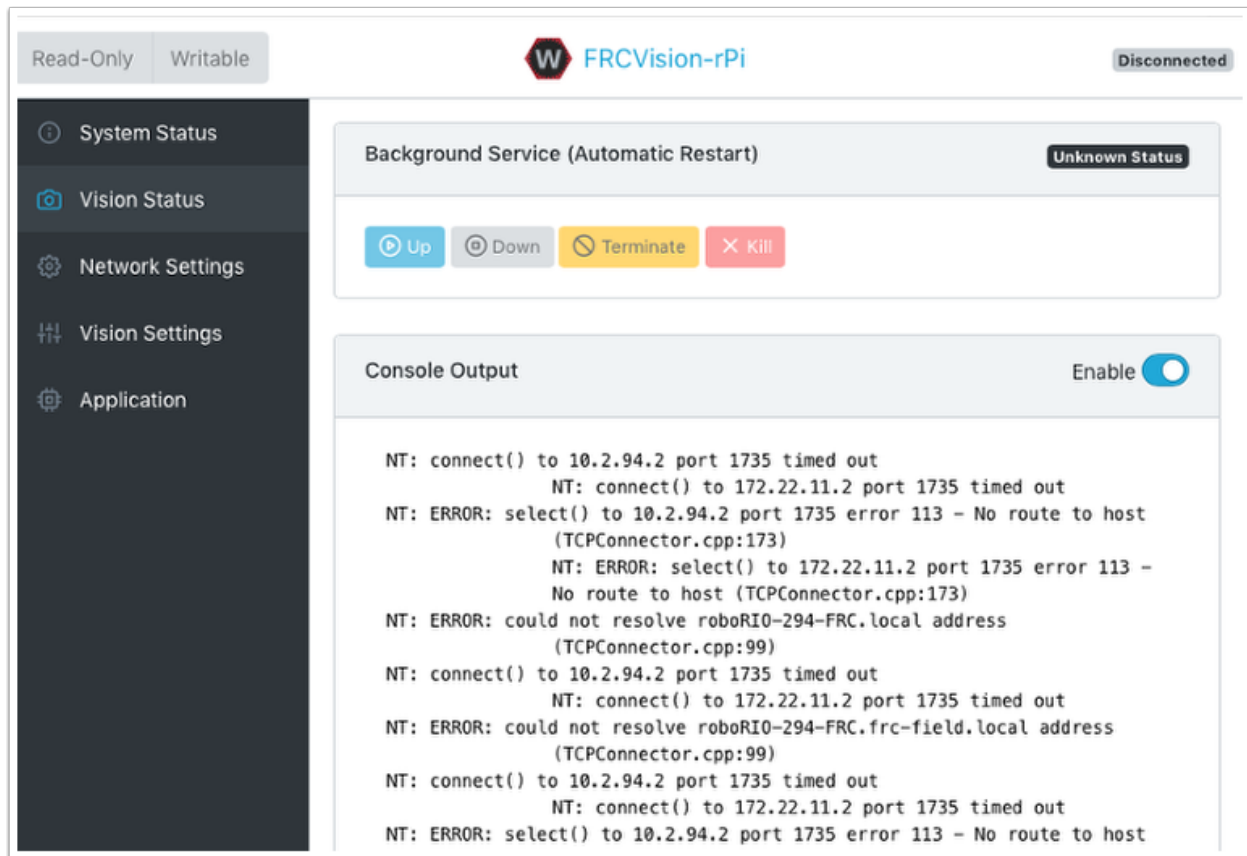 Read-Only Writable W FRCVision-rPi Disconnected
System Status
Vision Status
Network Settings
Vision Settings
Application
Background Service (Automatic Restart) Unknown Status
Up Down Terminate Kill
Console Output Enable
NT: connect() to 10.2.94.2 port 1735 timed out
NT: connect() to 172.22.11.2 port 1735 timed out
NT: ERROR: select() to 10.2.94.2 port 1735 error 113 – No route to host
(TCPConnector.cpp:173)
NT: ERROR: select() to 172.22.11.2 port 1735 error 113 –
No route to host (TCPConnector.cpp:173)
NT: ERROR: could not resolve roboRIO-294-FRC.local address
(TCPConnector.cpp:99)
NT: connect() to 10.2.94.2 port 1735 timed out
NT: connect() to 172.22.11.2 port 1735 timed out
NT: ERROR: could not resolve roboRIO-294-FRC.frc-field.local address
(TCPConnector.cpp:99)
NT: connect() to 10.2.94.2 port 1735 timed out
NT: connect() to 172.22.11.2 port 1735 timed out
NT: ERROR: select() to 10.2.94.2 port 1735 error 113 – No route to host